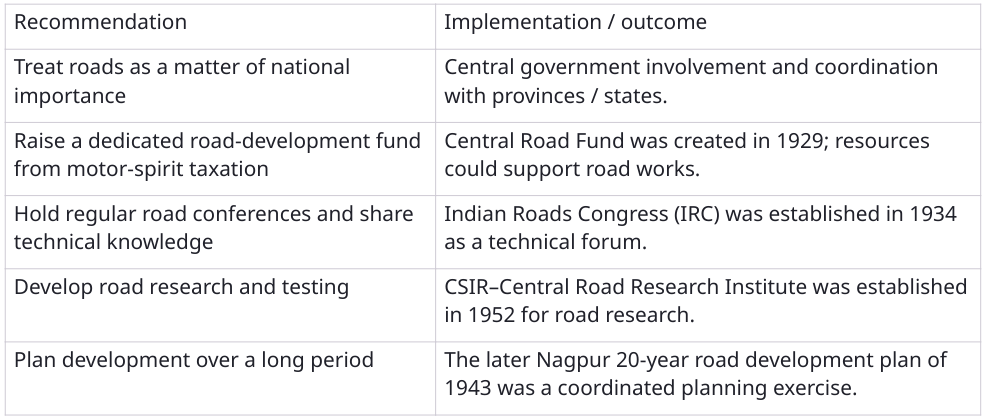 Recommendation
Implementation / outcome
Treat roads as a matter of national
importance
Central government involvement and coordination
with provinces / states.
Raise a dedicated road-development fund
from motor-spirit taxation
Central Road Fund was created in 1929; resources
could support road works.
Hold regular road conferences and share
technical knowledge
Indian Roads Congress (IRC) was established in 1934
as a technical forum.
Develop road research and testing
CSIR–Central Road Research Institute was established
in 1952 for road research.
Plan development over a long period
The later Nagpur 20-year road development plan of
1943 was a coordinated planning exercise.